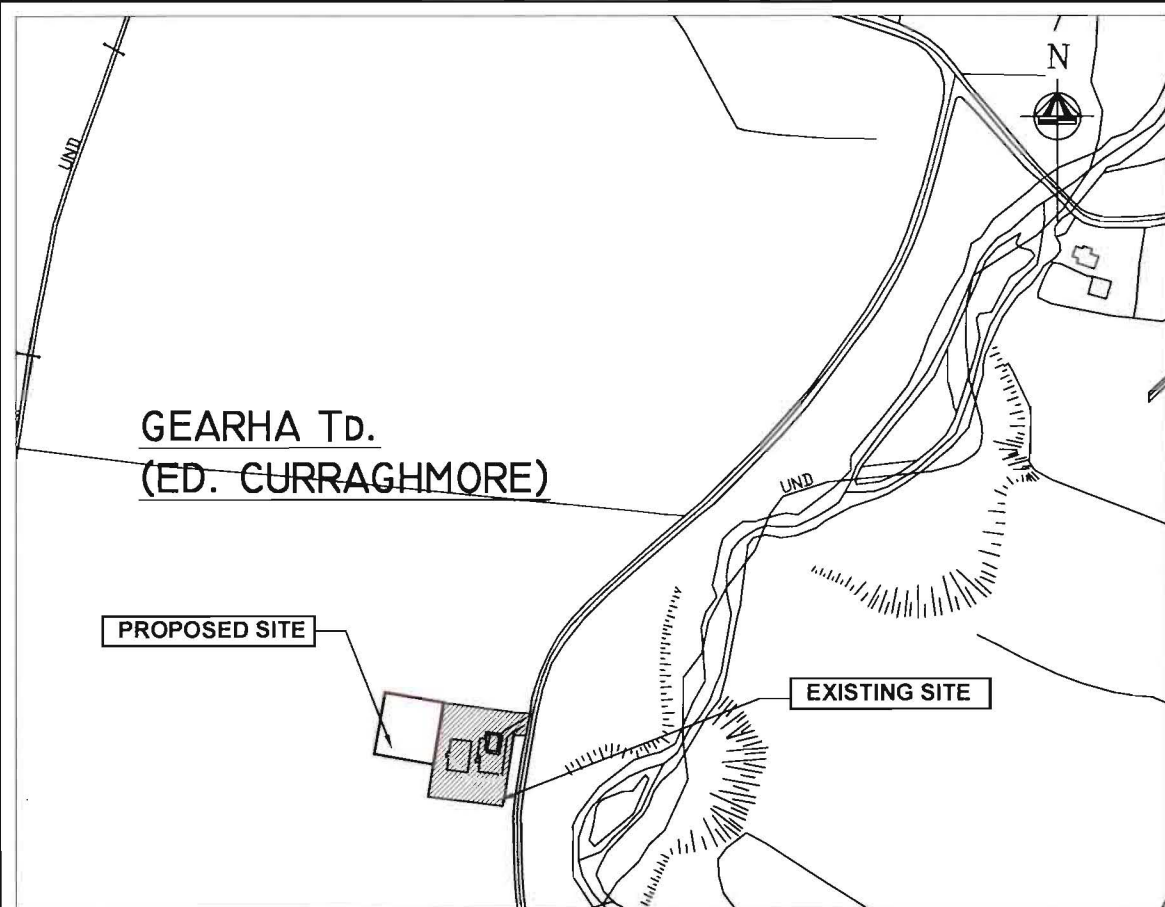 N
UND
GEARHA TD.
(ED. CURRAGHMORE)
UND
PROPOSED SITE
EXISTING SITE